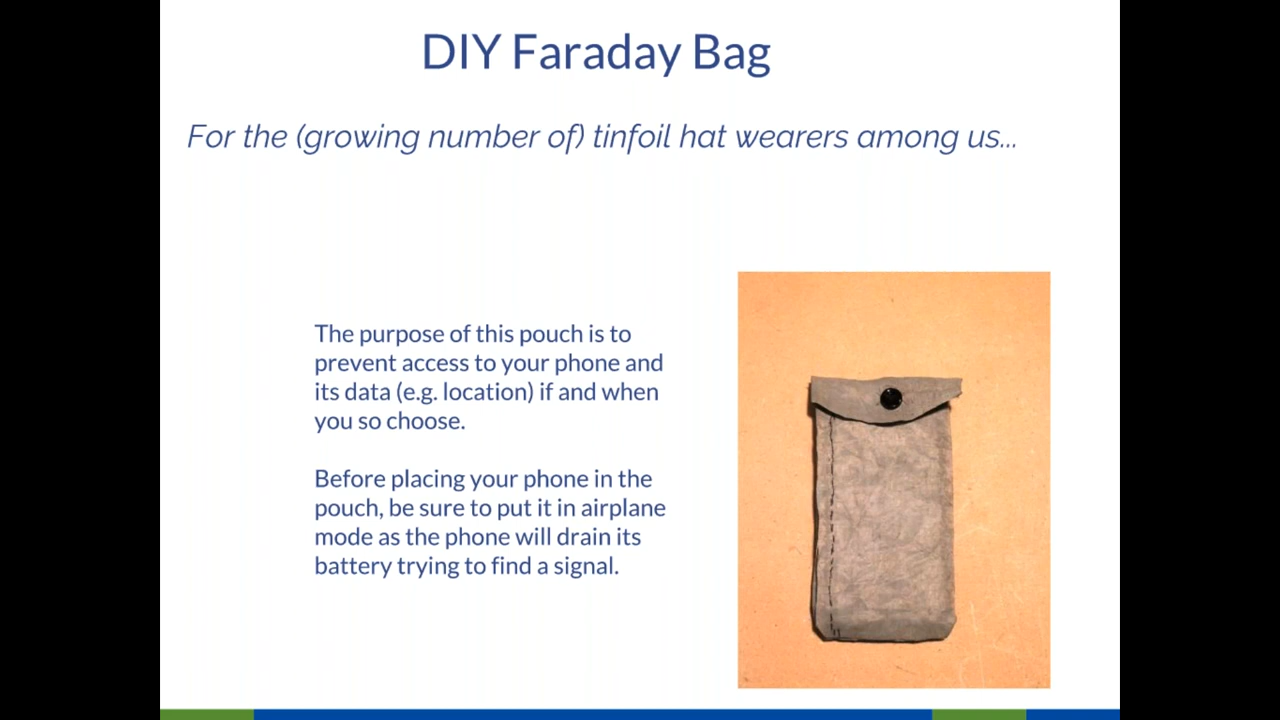 DIY Faraday Bag
For the (growing number of) tinfoil hat wearers among us...
The purpose of this pouch is to
prevent access to your phone and
its data (e.g. location) if and when
you so choose.
Before placing your phone in the
pouch, be sure to put it in airplane
mode as the phone will drain its
battery trying to find a signal.